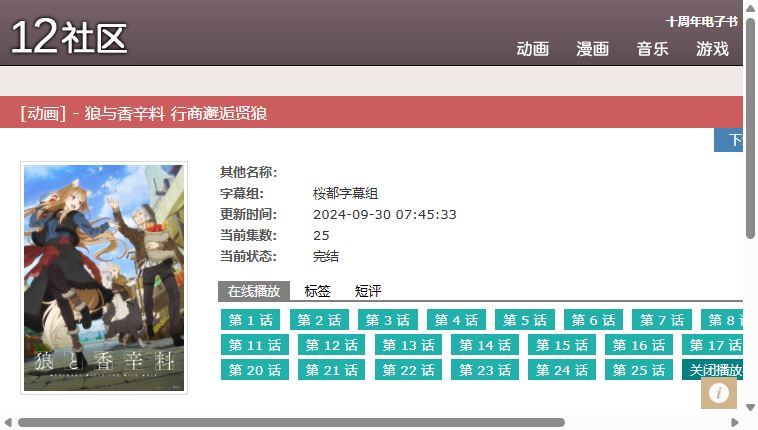 12社区
十周年电子书
动画 漫画 音乐 游戏
[动画] - 狼与香辛料 行商邂逅贤狼
其他名称:
字幕组: 桜都字幕组
更新时间: 2024-09-30 07:45:33
当前集数: 25
当前状态: 完结
在线播放 标签 短评
第 1 话 第 2 话 第 3 话 第 4 话 第 5 话 第 6 话 第 7 话 第 8
第 11 话 第 12 话 第 13 话 第 14 话 第 15 话 第 16 话 第 17 话
第 20 话 第 21 话 第 22 话 第 23 话 第 24 话 第 25 话 关闭播放
狼と香辛料
MERCHANT MEETS THE WISE WOLF